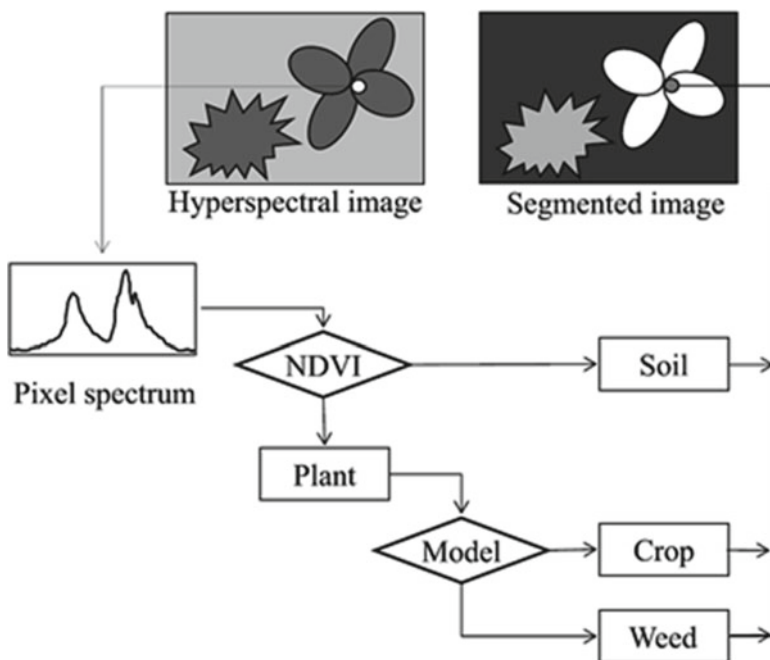 Hyperspectral image
Segmented image
Pixel spectrum
NDVI
Soil
Plant
Model
Crop
Weed